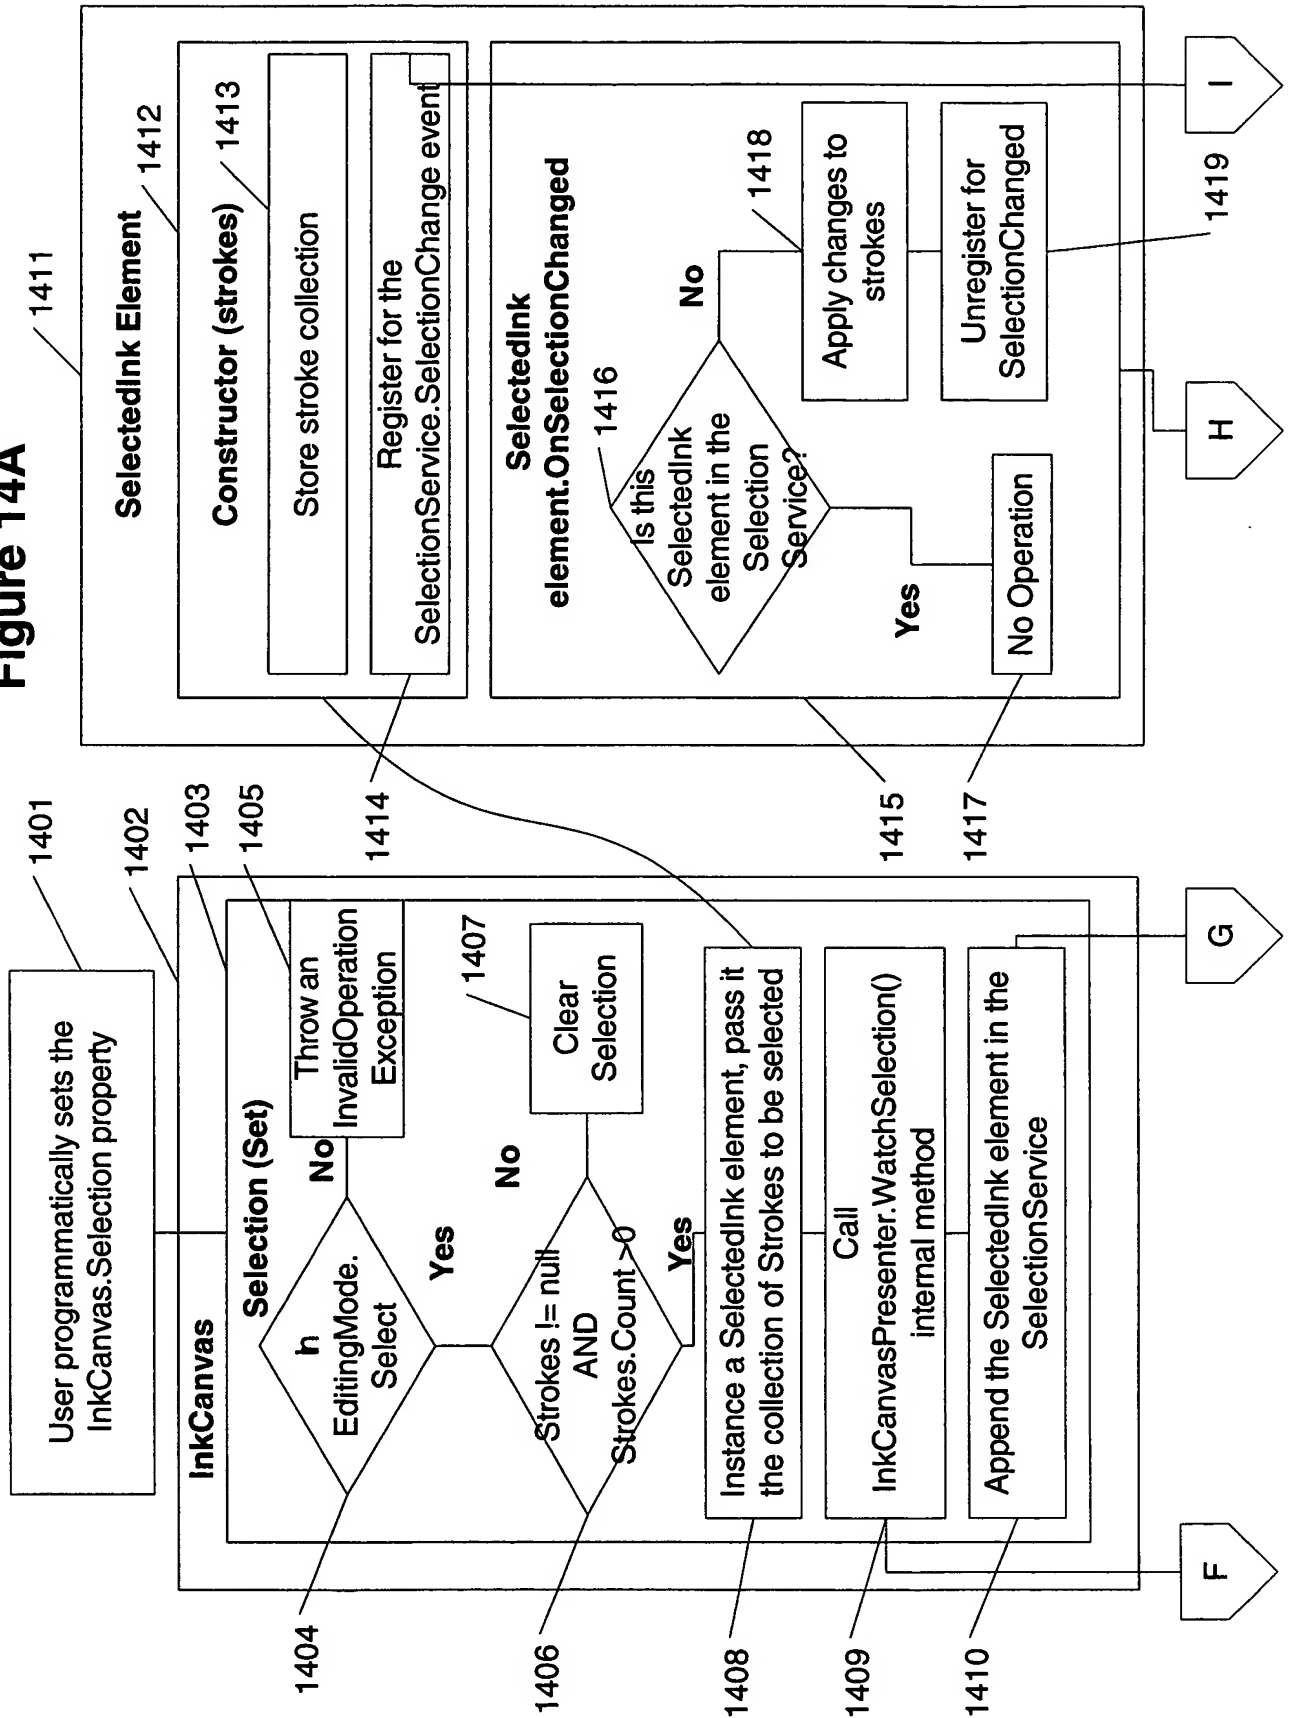 Figure 14A
User programmatically sets the
InkCanvas.Selection property
1401
1402
1403
1405
InkCanvas
Selection (Set)
h
EditingMode.
Select
No
Throw an
InvalidOperation
Exception
Yes
1404
Strokes != null
AND
Strokes.Count >0
No
Clear
Selection
1407
Yes
1406
Instance a SelectedInk element, pass it
the collection of Strokes to be selected
1408
Call
InkCanvasPresenter.WatchSelection()
internal method
1409
Append the SelectedInk element in the
SelectionService
1410
F
G
1411
1412
SelectedInk Element
Constructor (strokes)
1413
Store stroke collection
Register for the
SelectionService.SelectionChange event
1414
SelectedInk
element.OnSelectionChanged
1416
Is this
SelectedInk
element in the
Selection
Service?
No
1418
Apply changes to
strokes
Unregister for
SelectionChanged
1419
Yes
No Operation
1415
1417
H
I